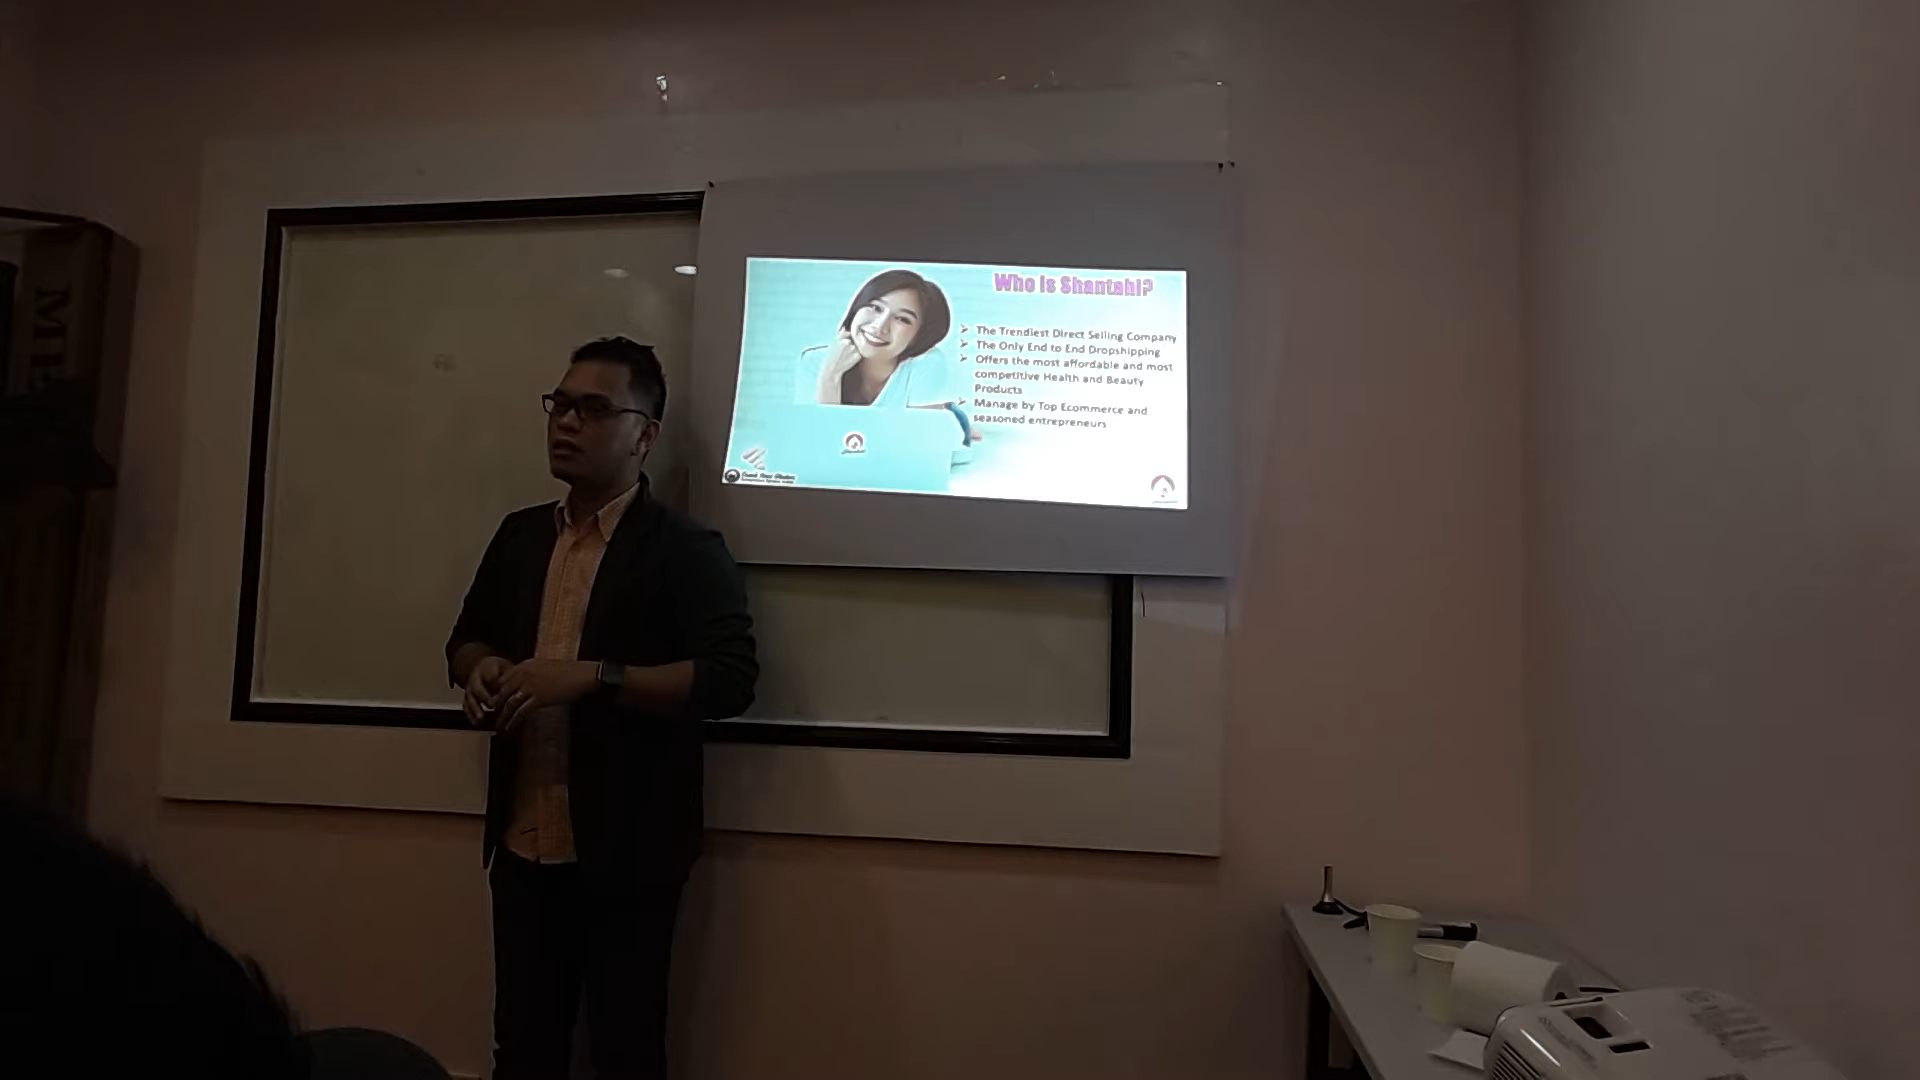 Who is Shantahl?
➢ The Trendiest Direct Selling Company
➢ The Only End to End Dropshipping
➢ Offers the most affordable and most
competitive Health and Beauty
Products
➢ Manage by Top Ecommerce and
seasoned entrepreneurs